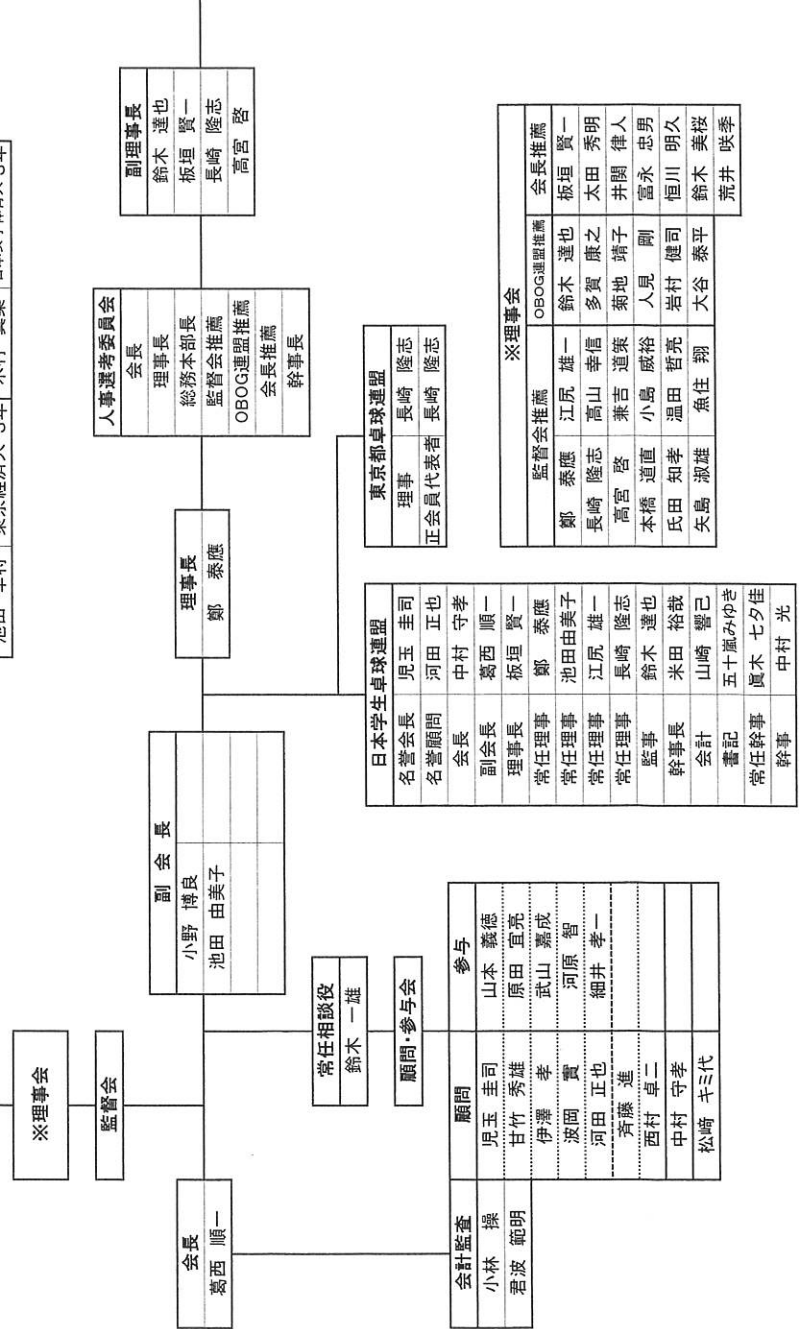 池田
東京経済大 3年
※理事会
監督会
会長
葛西 順一
会計監査
小林 操
君波 範明
副 会 長
小野 博良
池田 由美子
常任相談役
鈴木 一雄
顧問・参与会
顧問 参与
児玉 圭司 山本 義徳
甘竹 秀雄 原田 宜亮
伊澤 孝 武山 嘉成
波岡 實 河原 智
河田 正也 細井 孝一
斉藤 進
西村 卓二
中村 守孝
松﨑 キミ代
理事長
鄭 泰應
日本学生卓球連盟
名誉会長 児玉 圭司
名誉顧問 河田 正也
会長 中村 守孝
副会長 葛西 順一
理事長 板垣 賢一
常任理事 鄭 泰應
常任理事 池田由美子
常任理事 江尻 雄一
常任理事 長崎 隆志
監事 鈴木 達也
幹事長 米田 裕哉
会計 山崎 響己
書記 五十嵐みゆき
常任幹事 眞木 七夕佳
幹事 中村 光
人事選考委員会
会長
理事長
総務本部長
監督会推薦
OBOG連盟推薦
会長推薦
幹事長
東京都卓球連盟
理事 長崎 隆志
正会員代表者 長崎 隆志
副理事長
鈴木 達也
板垣 賢一
長崎 隆志
高宮 啓
※理事会
監督会推薦 OBOG連盟推薦 会長推薦
鄭 泰應 江尻 雄一 鈴木 達也 板垣 賢一
長崎 隆志 高山 幸信 多賀 康之 太田 秀明
高宮 啓 兼吉 道策 菊地 靖子 井関 律人
本橋 道直 小島 威裕 人見 剛 富永 忠男
氏田 知孝 温田 哲亮 岩村 健司 恒川 明久
矢島 淑雄 魚住 翔 大谷 泰平 鈴木 美桜
荒井 咲季